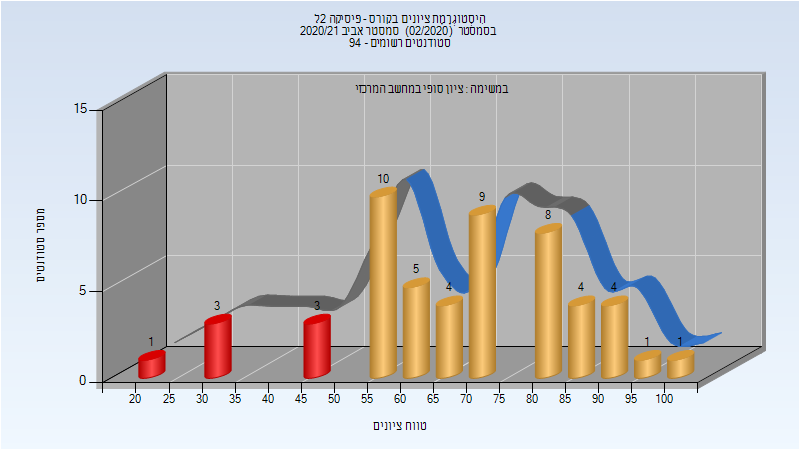 היסטוגרמת ציונים בקורס - פיסיקה 2ל
בסמסטר (02/2020) סמסטר אביב 2020/21
סטודנטים רשומים - 94
במשימה : ציון סופי במחשב המרכזי
מספר סטודנטים
15
10
5
0
1
3
3
10
5
4
9
8
4
4
1
1
20 25 30 35 40 45 50 55 60 65 70 75 80 85 90 95 100
טווח ציונים